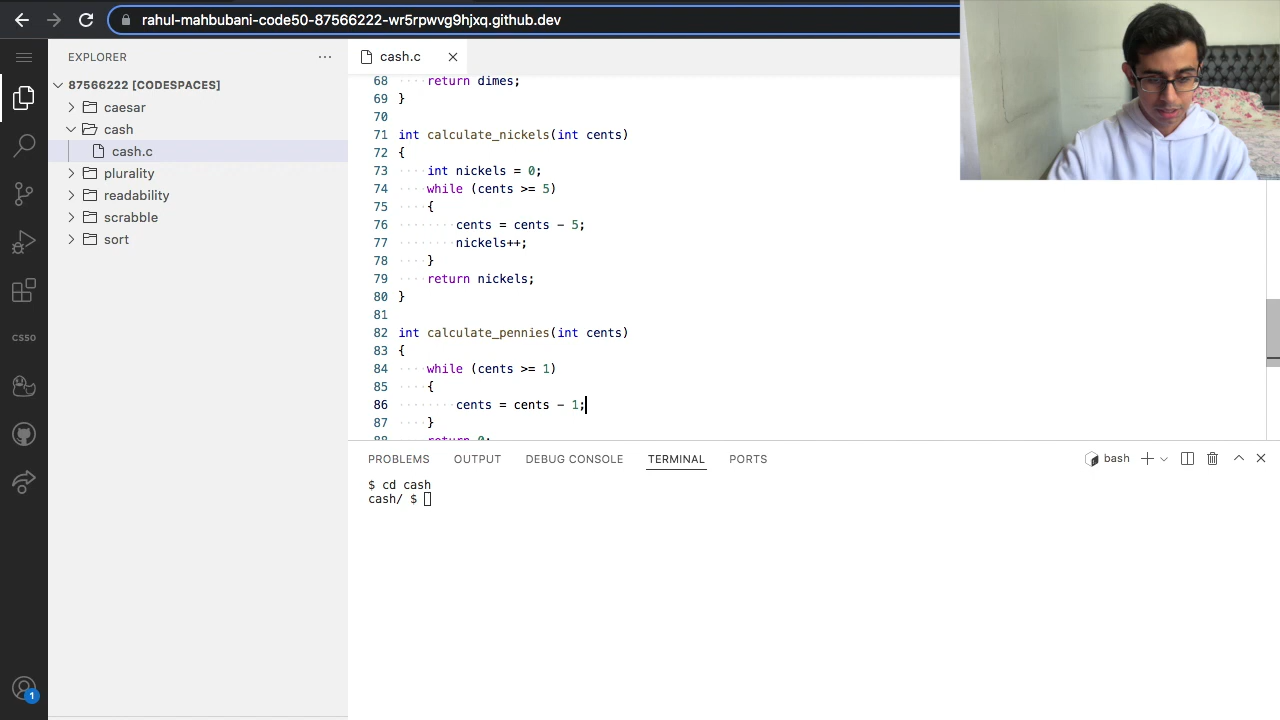 rahul-mahbubani-code50-87566222-wr5rpwvg9hjxq.github.dev
EXPLORER
87566222 [CODESPACES]
caesar
cash
cash.c
plurality
readability
scrabble
sort
CS50
1
cash.c
68 return dimes;
69 }
70
71 int calculate_nickels(int cents)
72 {
73 int nickels = 0;
74 while (cents >= 5)
75 {
76 cents = cents - 5;
77 nickels++;
78 }
79 return nickels;
80 }
81
82 int calculate_pennies(int cents)
83 {
84 while (cents >= 1)
85 {
86 cents = cents - 1;
87 }
88 return 0;
PROBLEMS OUTPUT DEBUG CONSOLE TERMINAL PORTS bash
$ cd cash
cash/ $